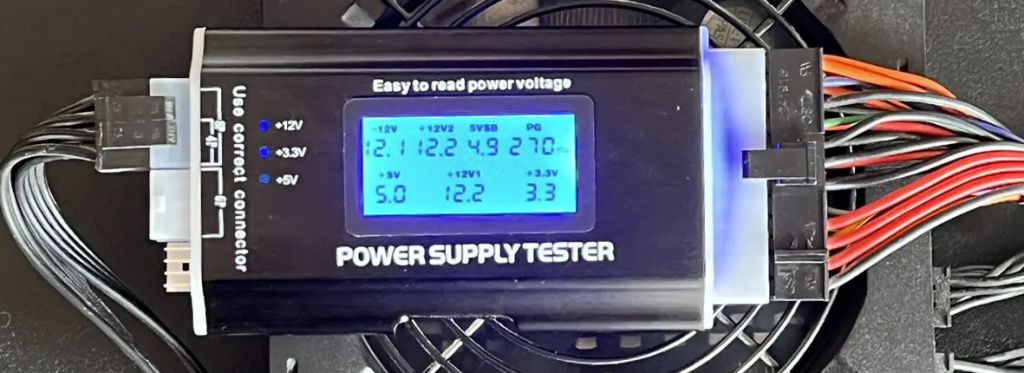 Easy to read power voltage
-12V +12V2 5VSB PG
12.1 12.2 4.9 270 ms
+5V +12V1 +3.3V
5.0 12.2 3.3
POWER SUPPLY TESTER
Use correct connector
+12V
+3.3V
+5V